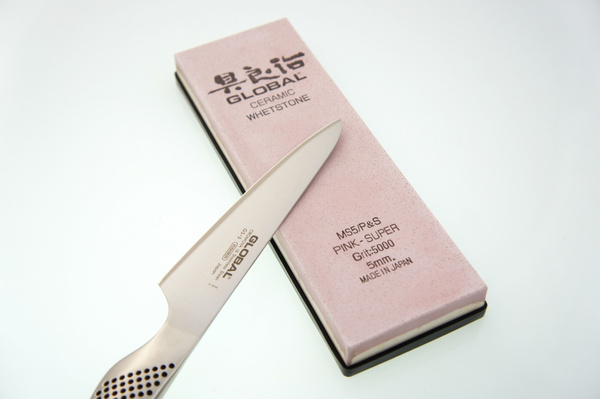 具良治
GLOBAL
CERAMIC
WHETSTONE
MS5/P&S
PINK.- SUPER
Grit:5000
5mm.
MADE IN JAPAN
GLOBAL